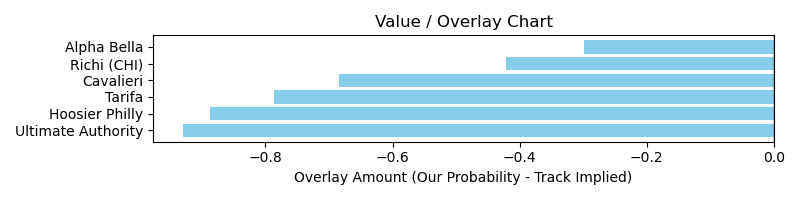 Value / Overlay Chart
Alpha Bella
Richi (CHI)
Cavalieri
Tarifa
Hoosier Philly
Ultimate Authority
−0.8 −0.6 −0.4 −0.2 0.0
Overlay Amount (Our Probability - Track Implied)